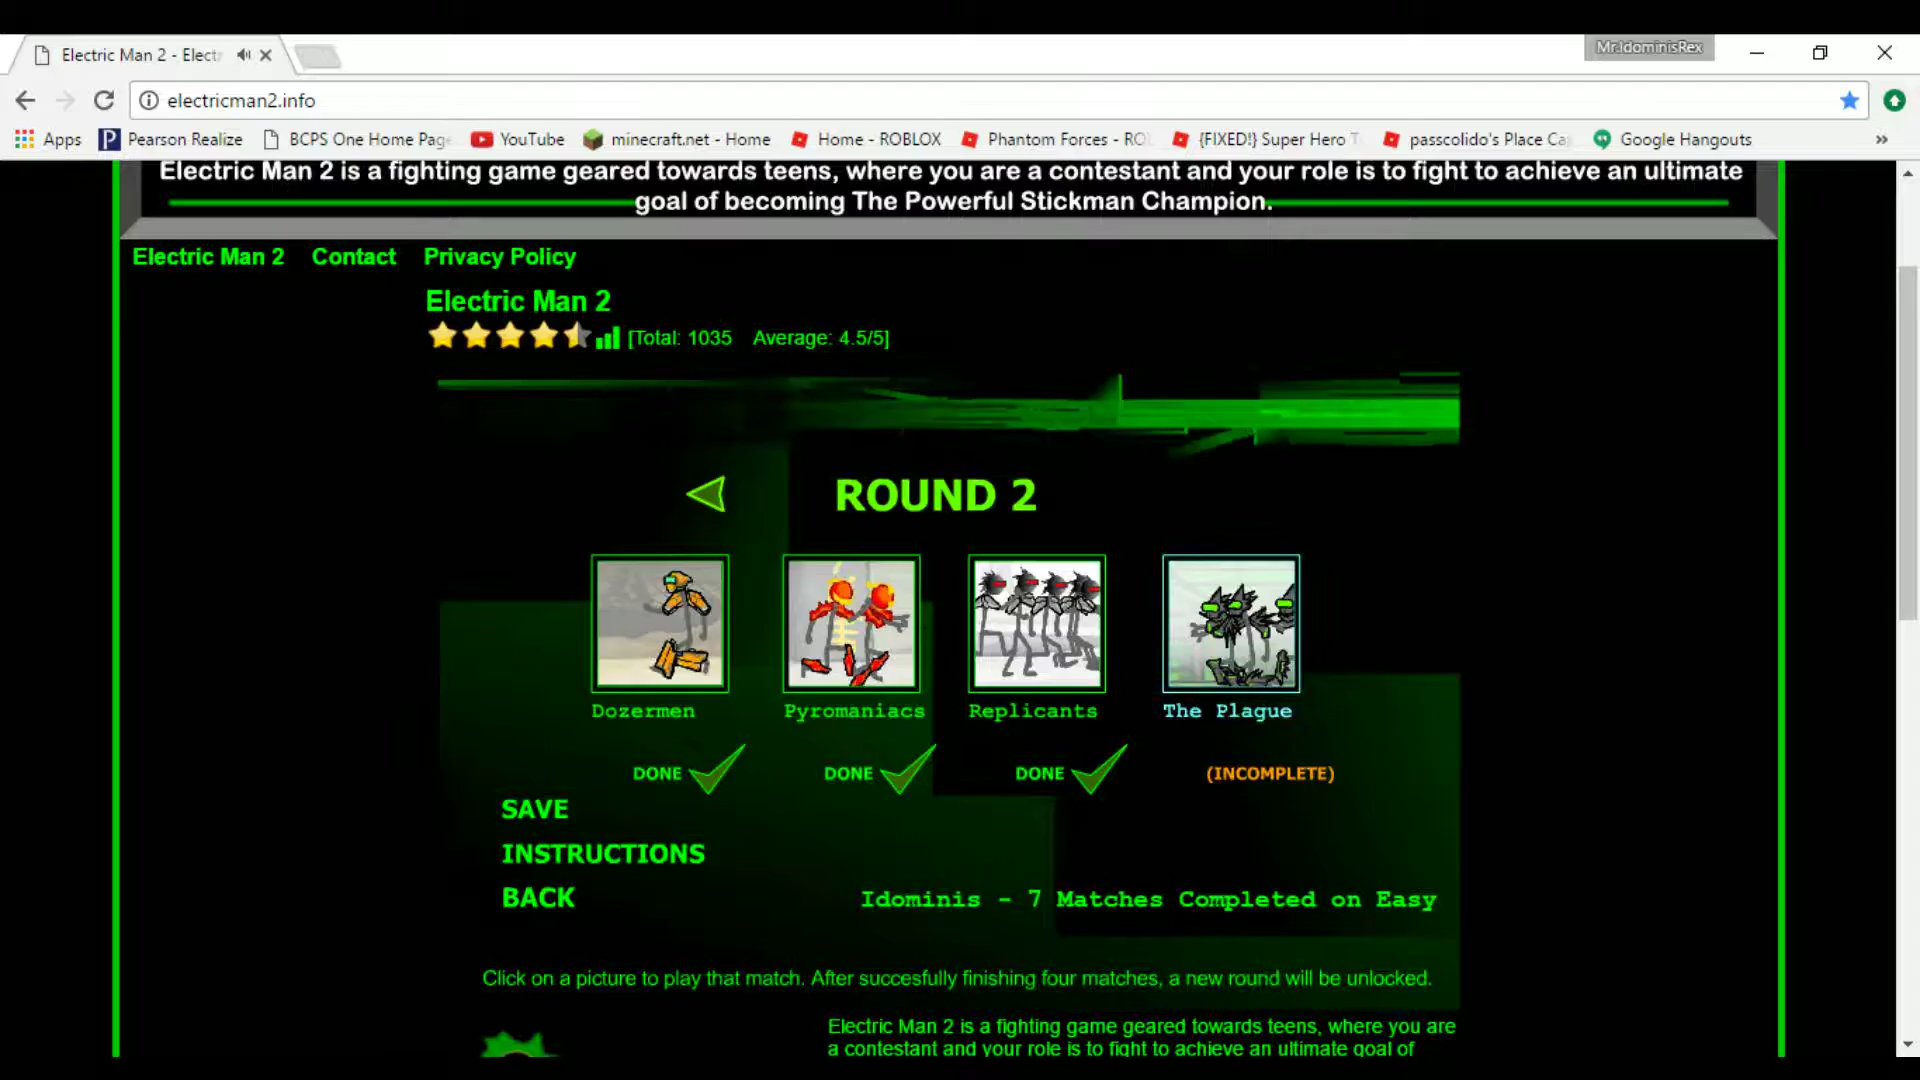 Electric Man 2 - Elect
Mr.IdominisRex
electricman2.info
Apps Pearson Realize BCPS One Home Page YouTube minecraft.net - Home Home - ROBLOX Phantom Forces - RO {FIXED!} Super Hero T passcolido's Place Ca Google Hangouts »
Electric Man 2 is a fighting game geared towards teens, where you are a contestant and your role is to fight to achieve an ultimate
goal of becoming The Powerful Stickman Champion.
Electric Man 2 Contact Privacy Policy
Electric Man 2
[Total: 1035 Average: 4.5/5]
ROUND 2
Dozermen Pyromaniacs Replicants The Plague
DONE DONE DONE (INCOMPLETE)
SAVE
INSTRUCTIONS
BACK Idominis - 7 Matches Completed on Easy
Click on a picture to play that match. After succesfully finishing four matches, a new round will be unlocked.
Electric Man 2 is a fighting game geared towards teens, where you are
a contestant and your role is to fight to achieve an ultimate goal of